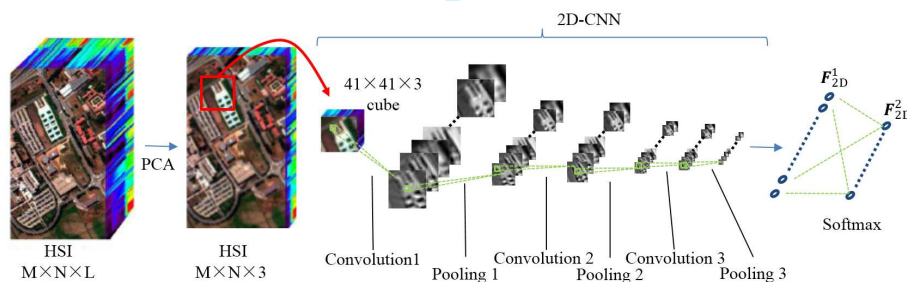 2D-CNN
41×41×3
cube
PCA
HSI
M×N×L
HSI
M×N×3
Convolution1
Pooling 1
Convolution 2
Pooling 2
Convolution 3
Pooling 3
F¹2D
F²2D
Softmax